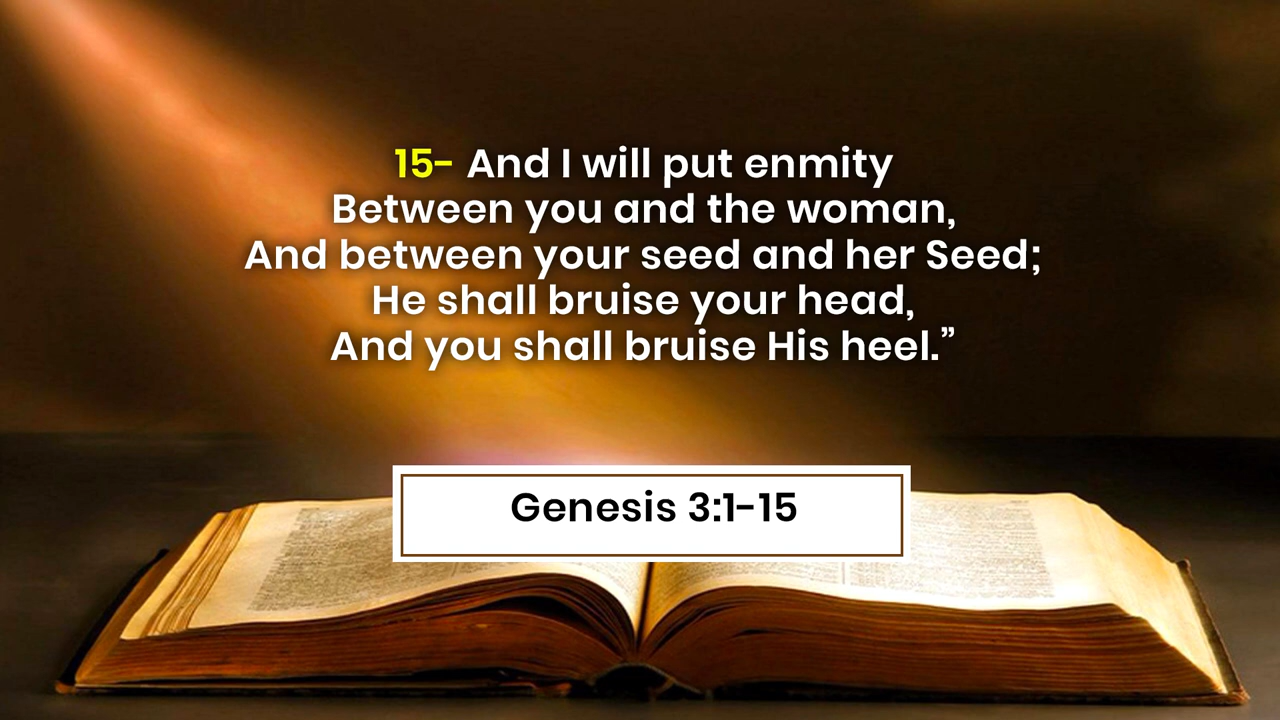 15- And I will put enmity
Between you and the woman,
And between your seed and her Seed;
He shall bruise your head,
And you shall bruise His heel.”
Genesis 3:1-15